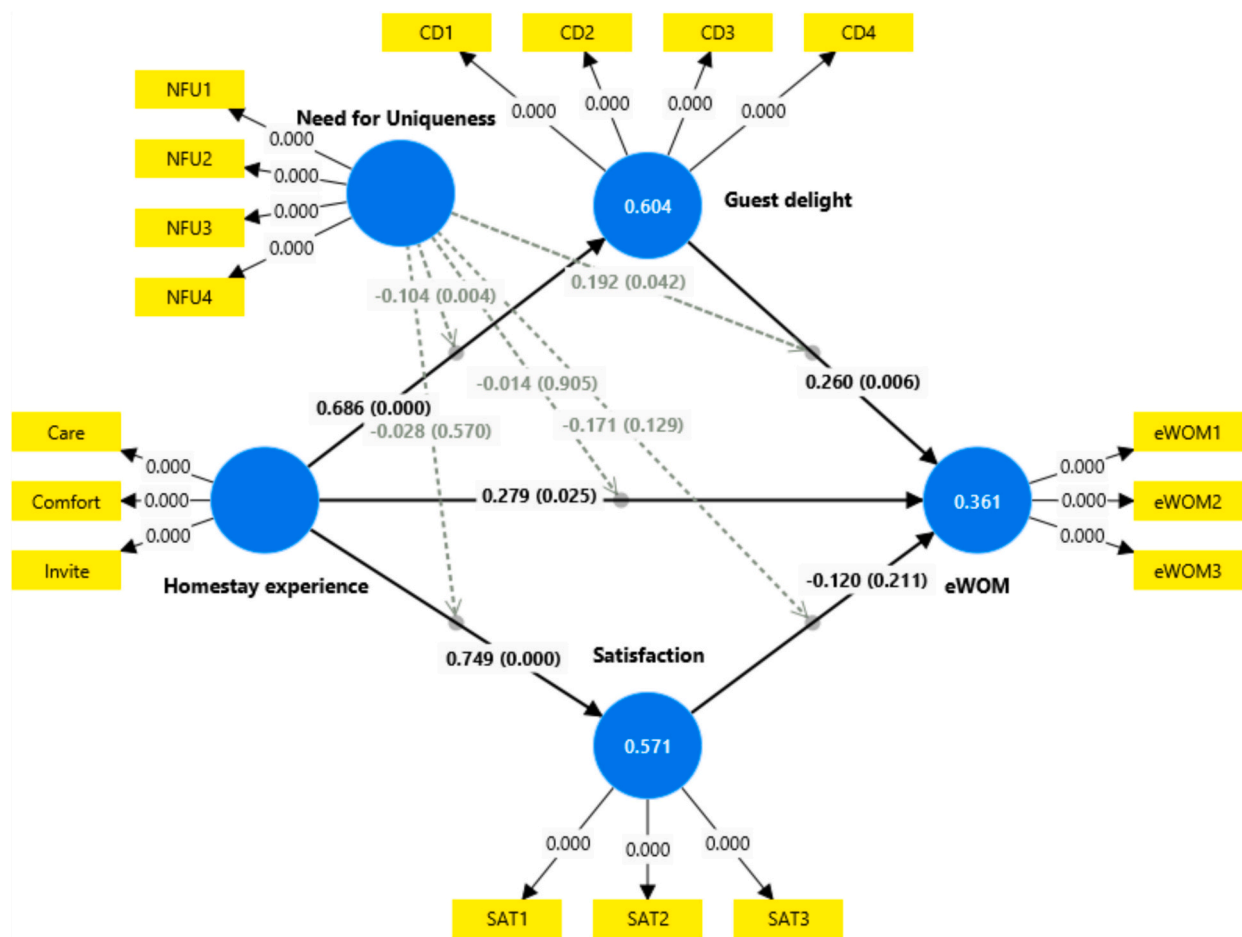 CD1
CD2
CD3
CD4
NFU1
NFU2
NFU3
NFU4
Need for Uniqueness
0.000
0.000
0.000
0.000
0.000
0.000
0.000
0.000
0.604
Guest delight
-0.104 (0.004)
0.192 (0.042)
-0.014 (0.905)
0.260 (0.006)
0.686 (0.000)
-0.028 (0.570)
-0.171 (0.129)
Care
Comfort
Invite
0.000
0.000
0.000
Homestay experience
0.279 (0.025)
0.361
eWOM
eWOM1
eWOM2
eWOM3
0.000
0.000
0.000
-0.120 (0.211)
0.749 (0.000)
Satisfaction
0.571
0.000
0.000
0.000
SAT1
SAT2
SAT3